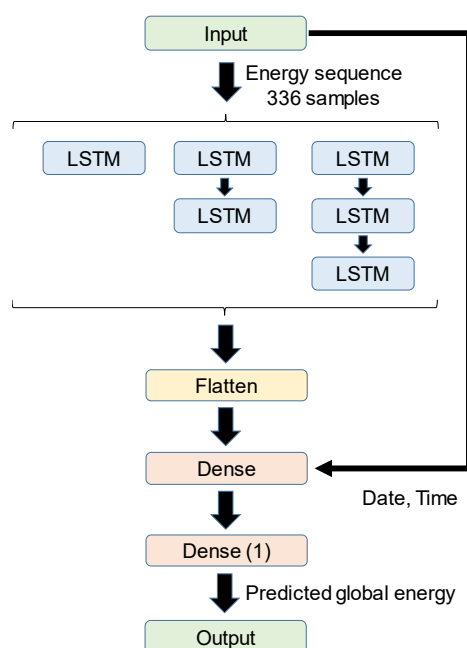 Input
Energy sequence
336 samples
LSTM LSTM LSTM
LSTM LSTM
LSTM
Flatten
Dense
Date, Time
Dense (1)
Predicted global energy
Output